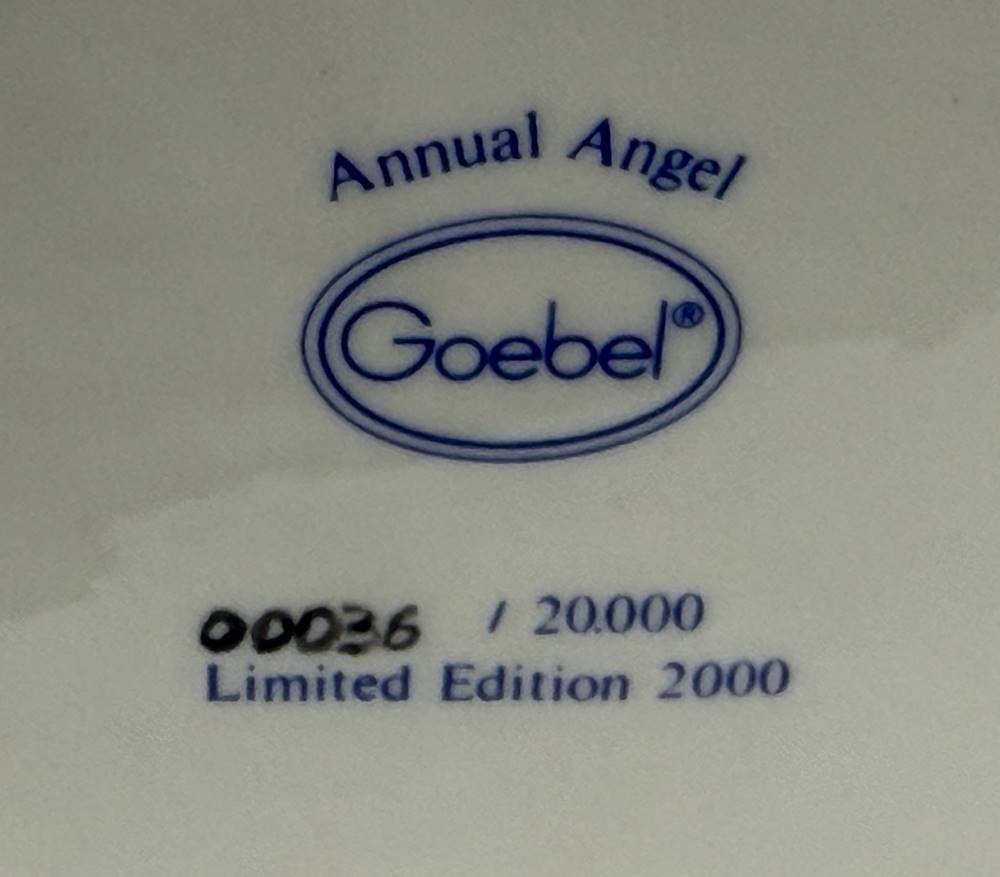 Annual Angel
Goebel®
00036 / 20.000
Limited Edition 2000